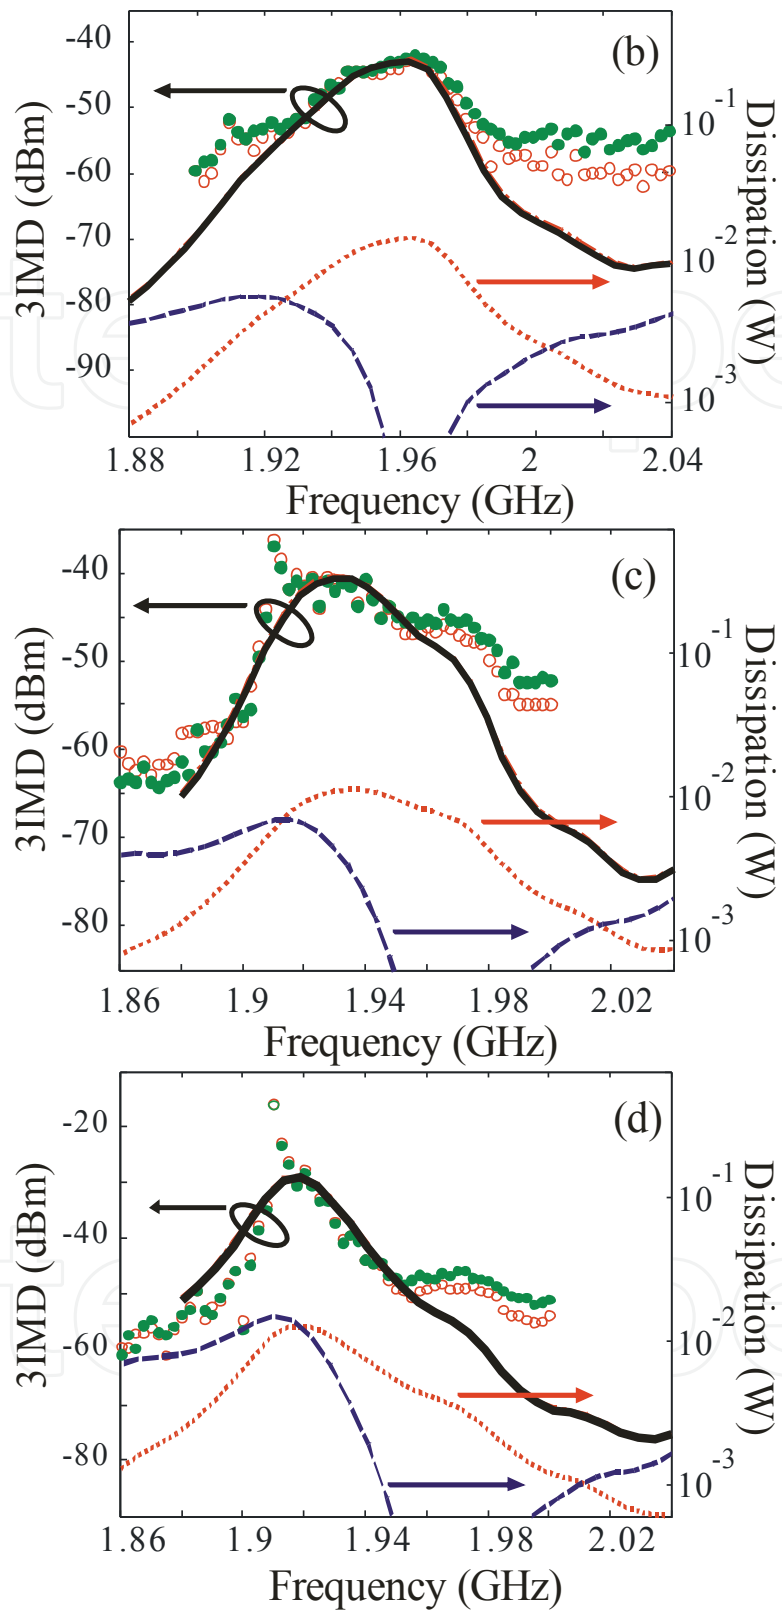 (b)
3IMD (dBm)
-40
-50
-60
-70
-80
-90
10-1
10-2
10-3
Dissipation (W)
1.88 1.92 1.96 2 2.04
Frequency (GHz)
(c)
3IMD (dBm)
-40
-50
-60
-70
-80
10-1
10-2
10-3
Dissipation (W)
1.86 1.9 1.94 1.98 2.02
Frequency (GHz)
(d)
3IMD (dBm)
-20
-40
-60
-80
10-1
10-2
10-3
Dissipation (W)
1.86 1.9 1.94 1.98 2.02
Frequency (GHz)